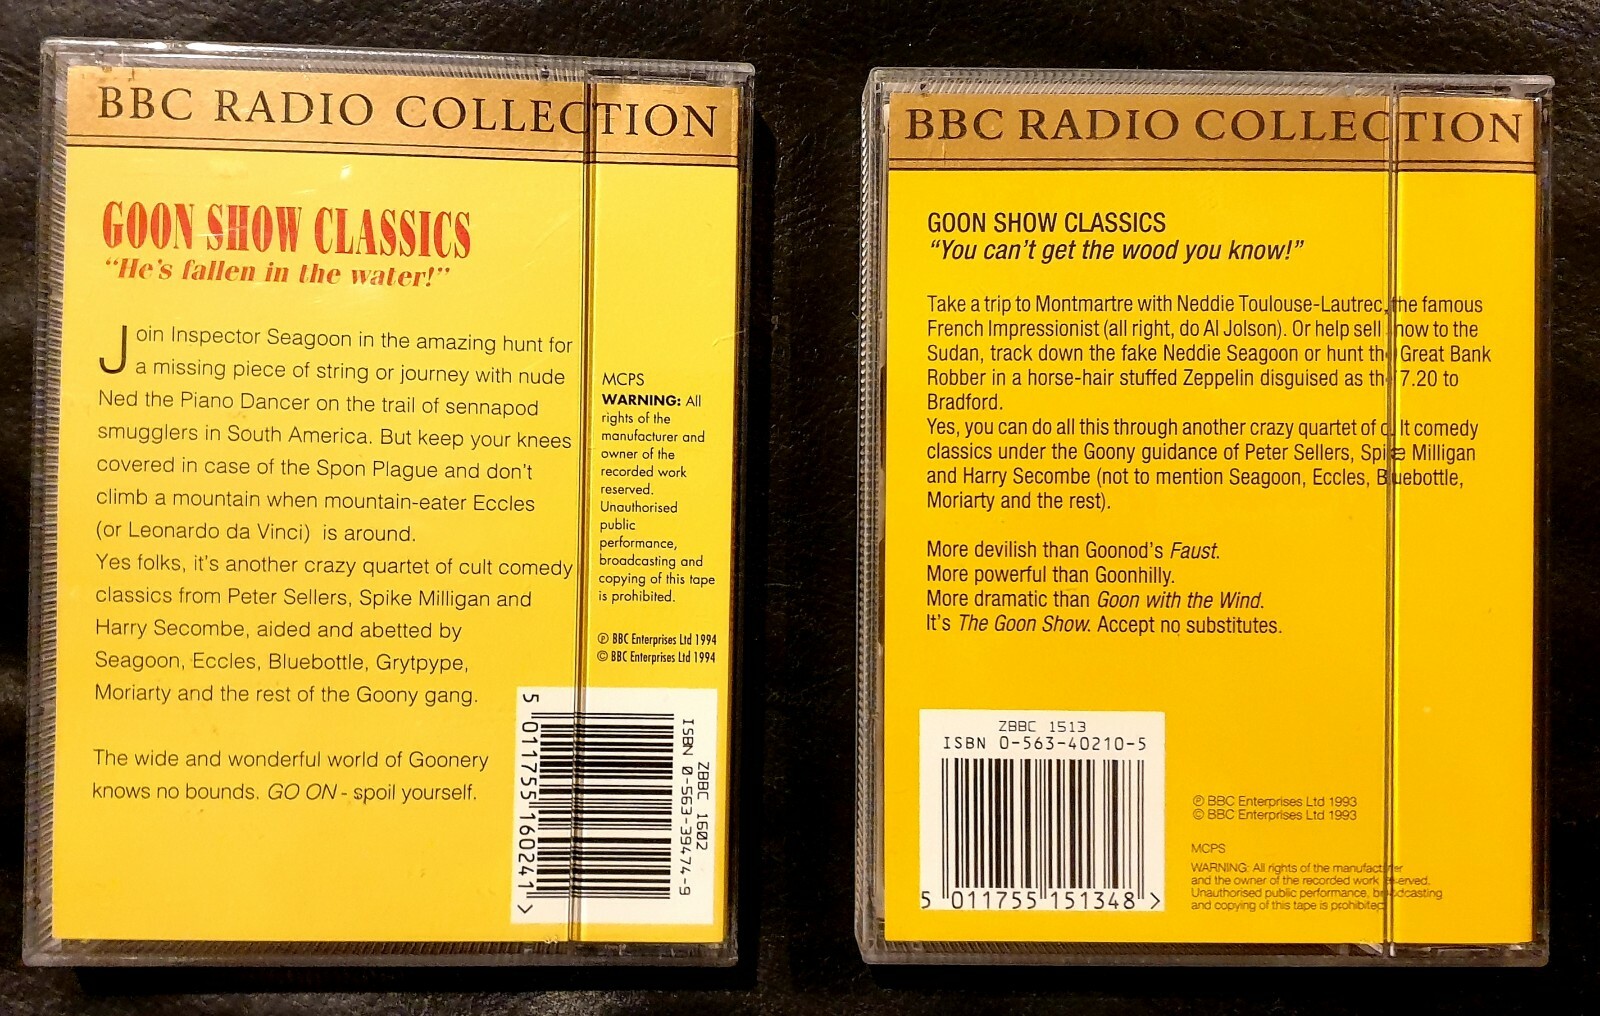 BBC RADIO COLLECTION
GOON SHOW CLASSICS
“He’s fallen in the water!”
Join Inspector Seagoon in the amazing hunt for
a missing piece of string or journey with nude
Ned the Piano Dancer on the trail of sennapod
smugglers in South America. But keep your knees
covered in case of the Spon Plague and don’t
climb a mountain when mountain-eater Eccles
(or Leonardo da Vinci) is around.
Yes folks, it’s another crazy quartet of cult comedy
classics from Peter Sellers, Spike Milligan and
Harry Secombe, aided and abetted by
Seagoon, Eccles, Bluebottle, Grytpype,
Moriarty and the rest of the Goony gang.
The wide and wonderful world of Goonery
knows no bounds. GO ON - spoil yourself.
MCPS
WARNING: All
rights of the
manufacturer and
owner of the
recorded work
reserved.
Unauthorised
public
performance,
broadcasting and
copying of this tape
is prohibited.
℗ BBC Enterprises Ltd 1994
© BBC Enterprises Ltd 1994
ZBBC 1602
ISBN 0-563-39474-9
5 011755 160241 >
BBC RADIO COLLECTION
GOON SHOW CLASSICS
“You can’t get the wood you know!”
Take a trip to Montmartre with Neddie Toulouse-Lautrec, the famous
French Impressionist (all right, do Al Jolson). Or help sell snow to the
Sudan, track down the fake Neddie Seagoon or hunt the Great Bank
Robber in a horse-hair stuffed Zeppelin disguised as the 7.20 to
Bradford.
Yes, you can do all this through another crazy quartet of cult comedy
classics under the Goony guidance of Peter Sellers, Spike Milligan
and Harry Secombe (not to mention Seagoon, Eccles, Bluebottle,
Moriarty and the rest).
More devilish than Goonod’s Faust.
More powerful than Goonhilly.
More dramatic than Goon with the Wind.
It’s The Goon Show. Accept no substitutes.
ZBBC 1513
ISBN 0-563-40210-5
5 011755 151348 >
℗ BBC Enterprises Ltd 1993
© BBC Enterprises Ltd 1993
MCPS
WARNING: All rights of the manufacturer
and the owner of the recorded work reserved.
Unauthorised public performance, broadcasting
and copying of this tape is prohibited